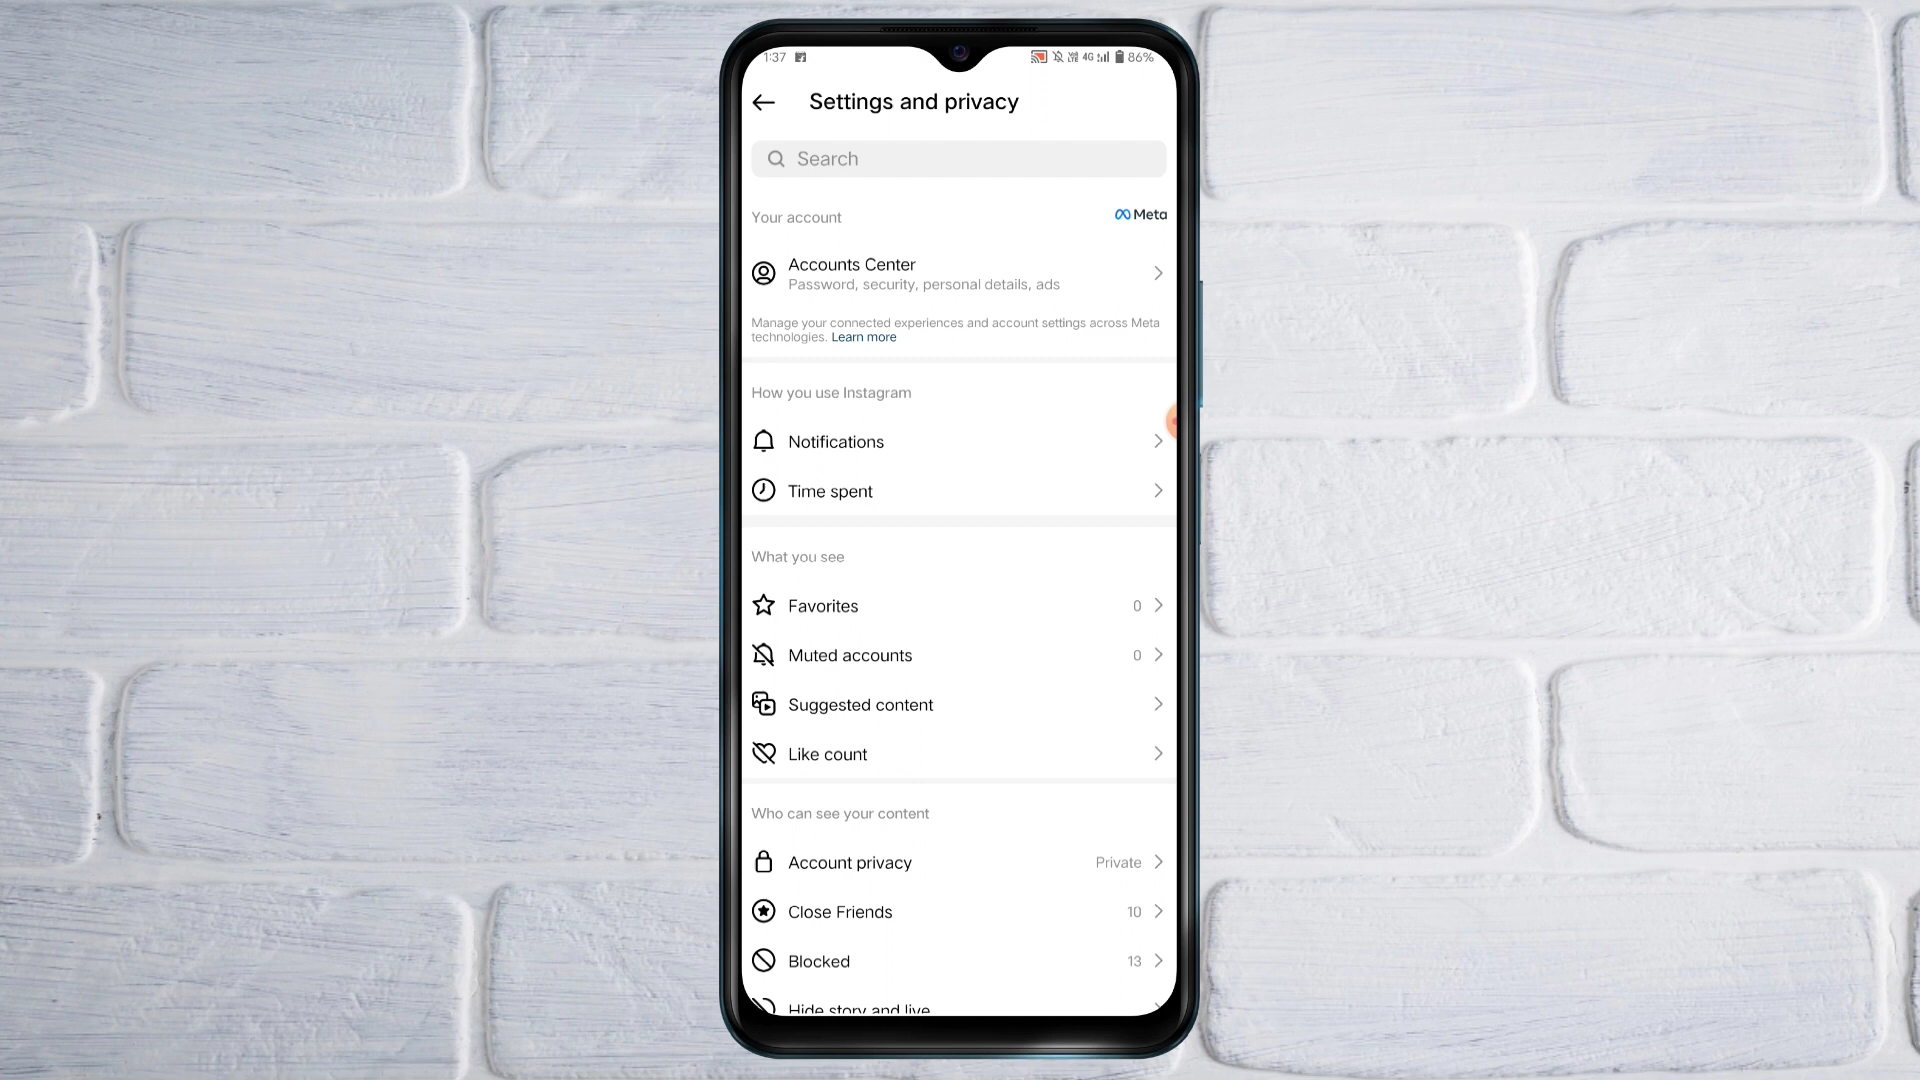 1:37 4G 86%
Settings and privacy
Search
Your account Meta
Accounts Center
Password, security, personal details, ads
Manage your connected experiences and account settings across Meta
technologies. Learn more
How you use Instagram
Notifications
Time spent
What you see
Favorites 0
Muted accounts 0
Suggested content
Like count
Who can see your content
Account privacy Private
Close Friends 10
Blocked 13
Hide story and live